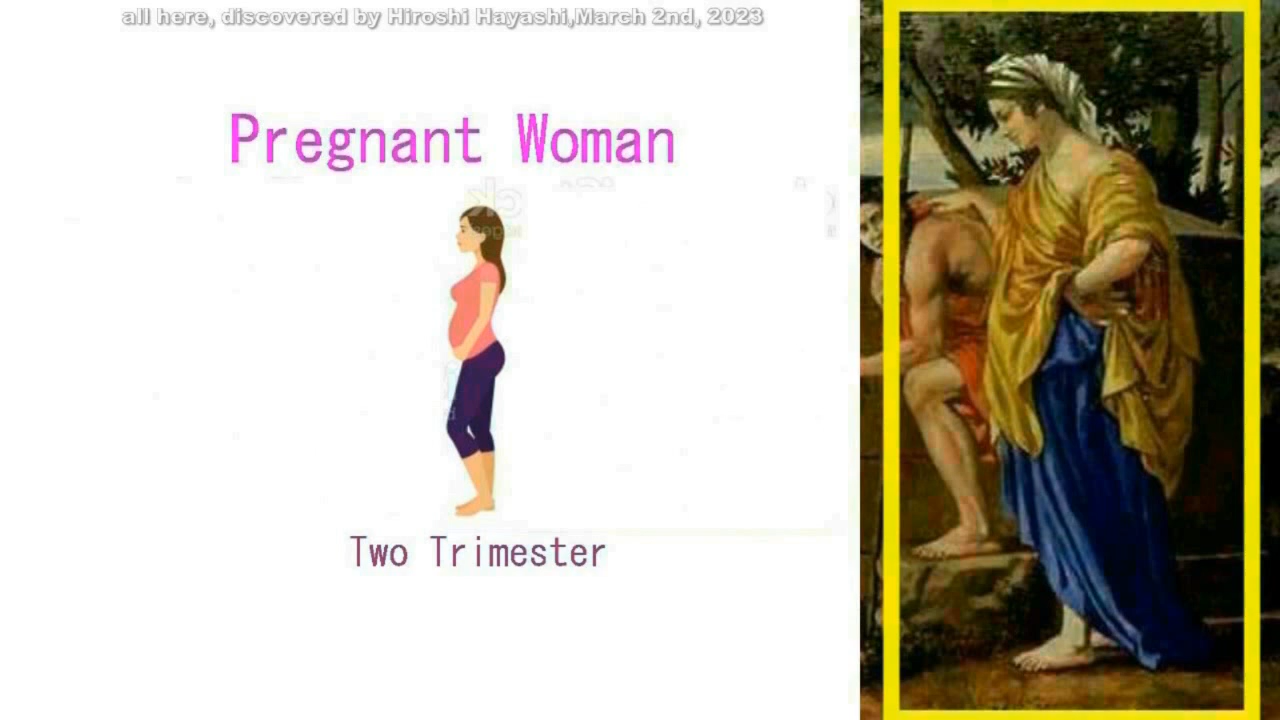 all here, discovered by Hiroshi Hayashi,March 2nd, 2023
Pregnant Woman
Two Trimester